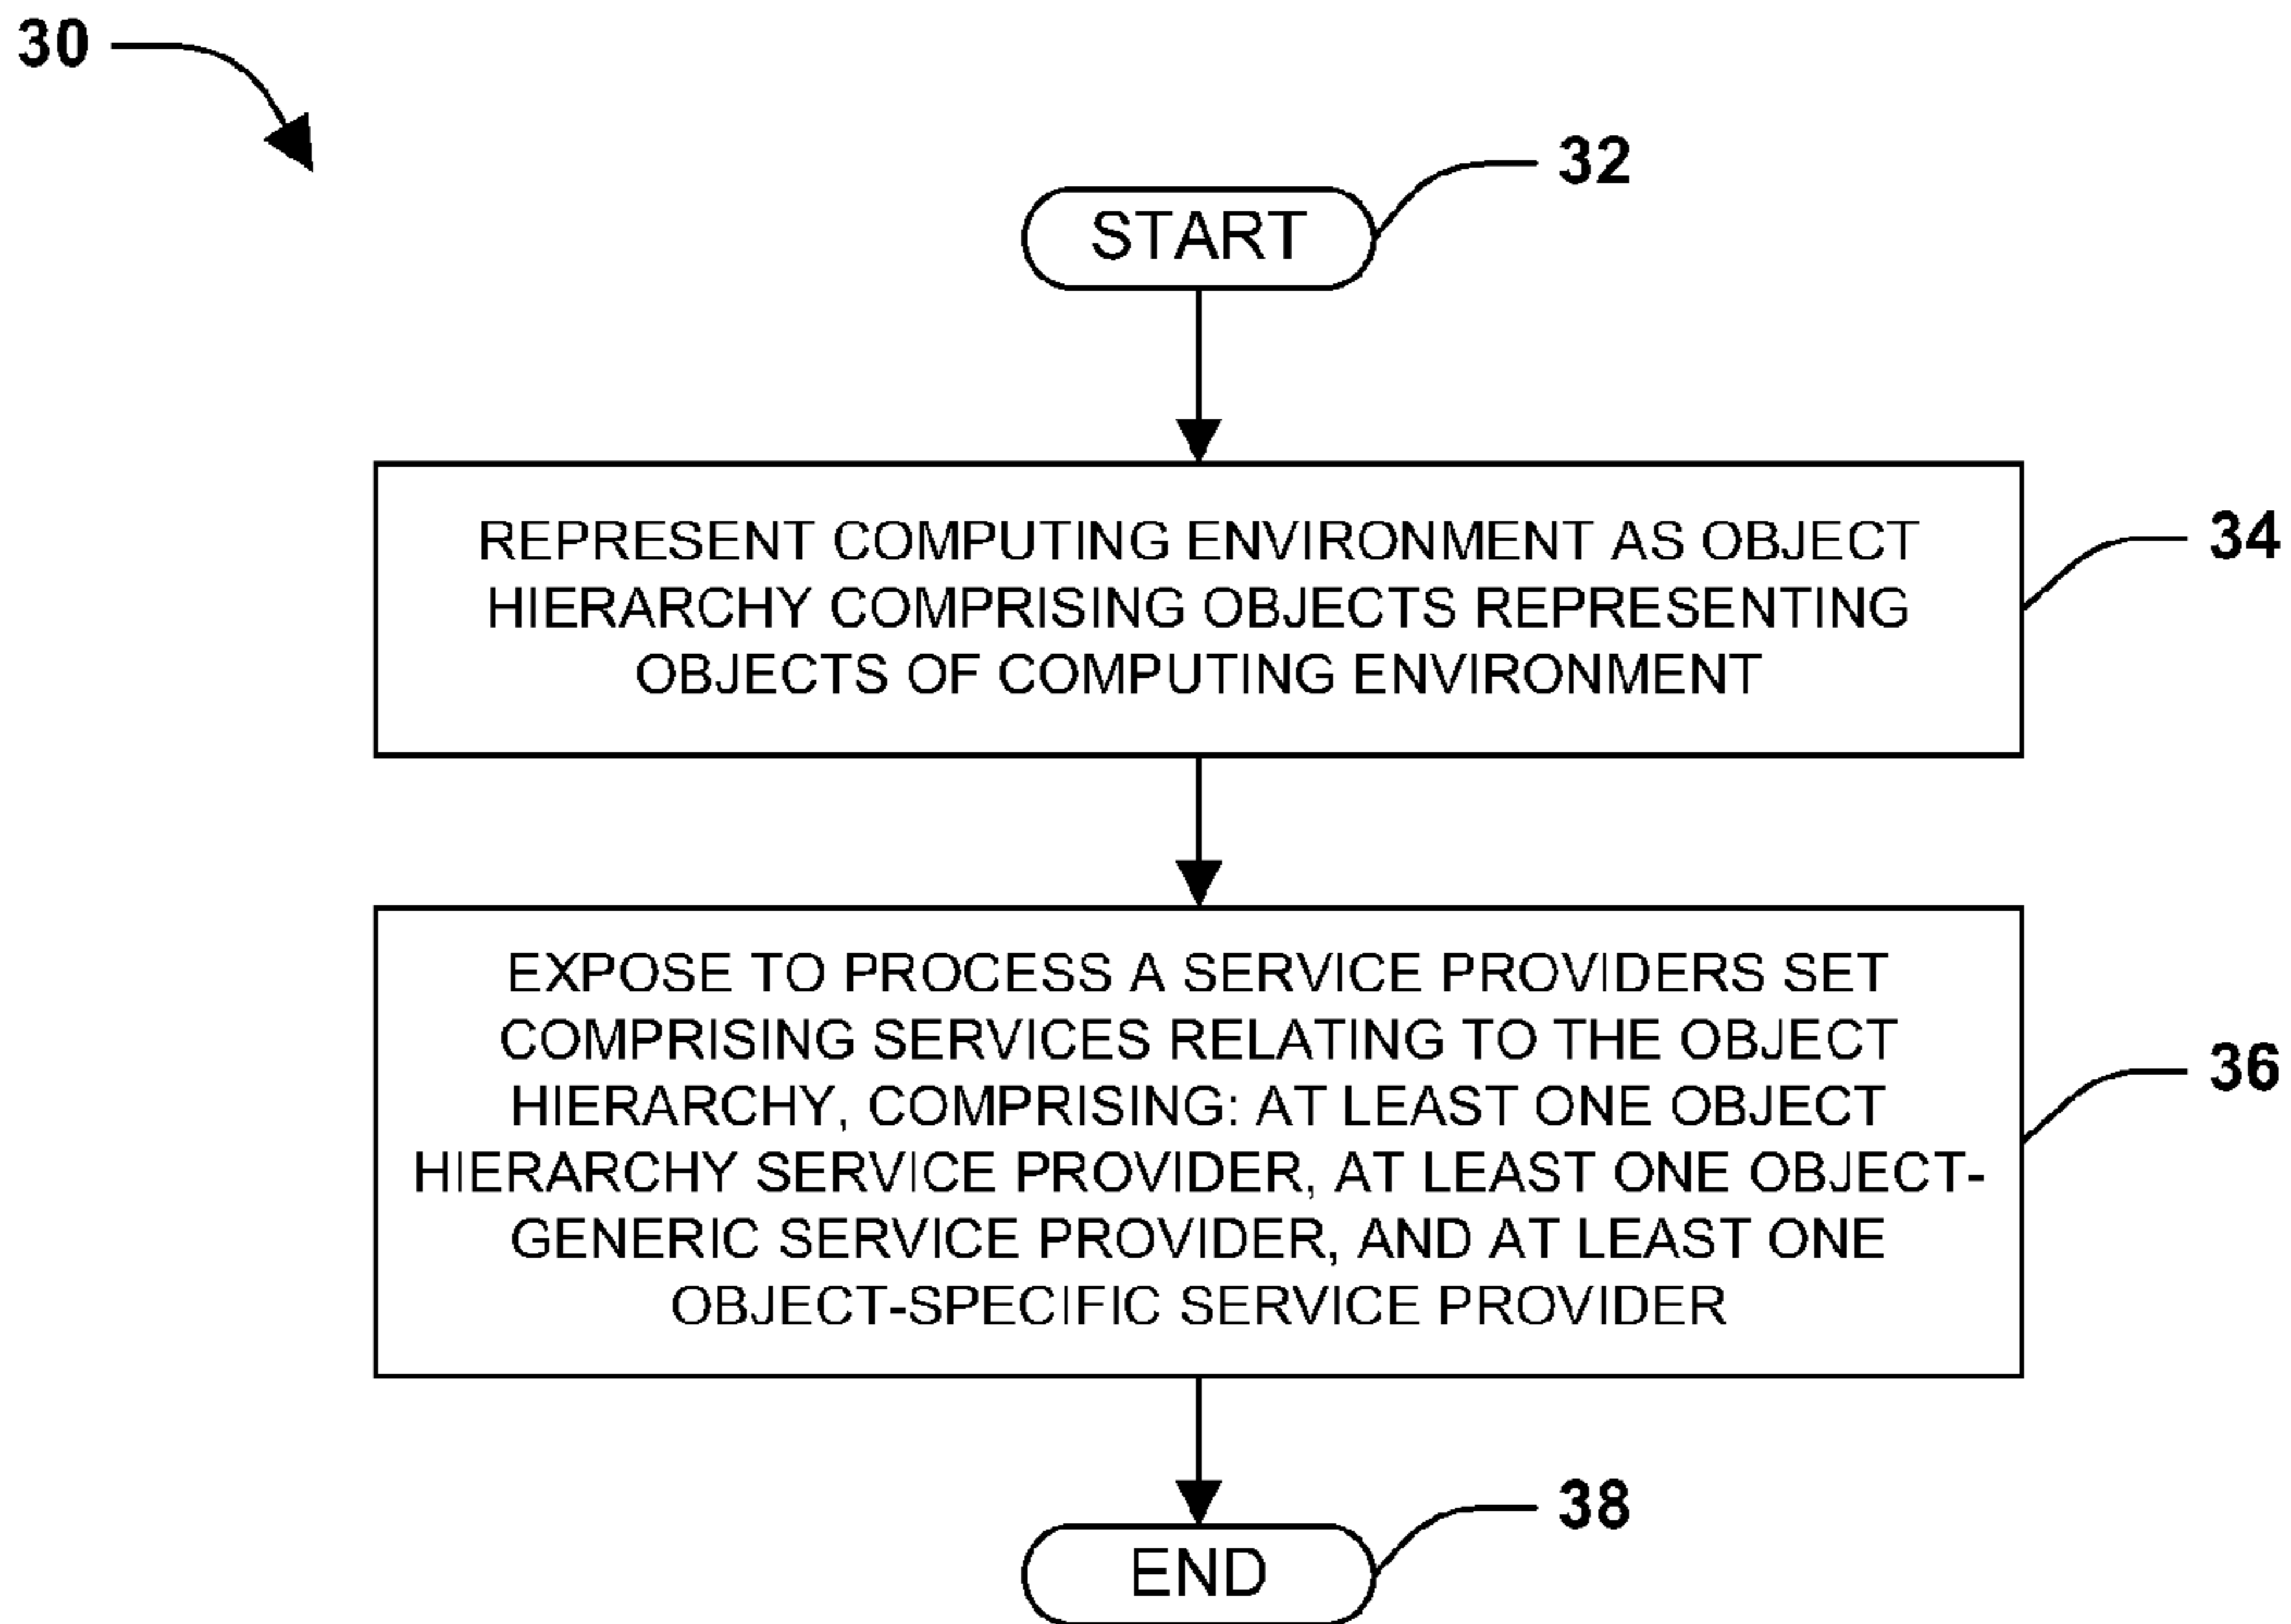 30
32
START
REPRESENT COMPUTING ENVIRONMENT AS OBJECT
HIERARCHY COMPRISING OBJECTS REPRESENTING
OBJECTS OF COMPUTING ENVIRONMENT
34
EXPOSE TO PROCESS A SERVICE PROVIDERS SET
COMPRISING SERVICES RELATING TO THE OBJECT
HIERARCHY, COMPRISING: AT LEAST ONE OBJECT
HIERARCHY SERVICE PROVIDER, AT LEAST ONE OBJECT-
GENERIC SERVICE PROVIDER, AND AT LEAST ONE
OBJECT-SPECIFIC SERVICE PROVIDER
36
38
END